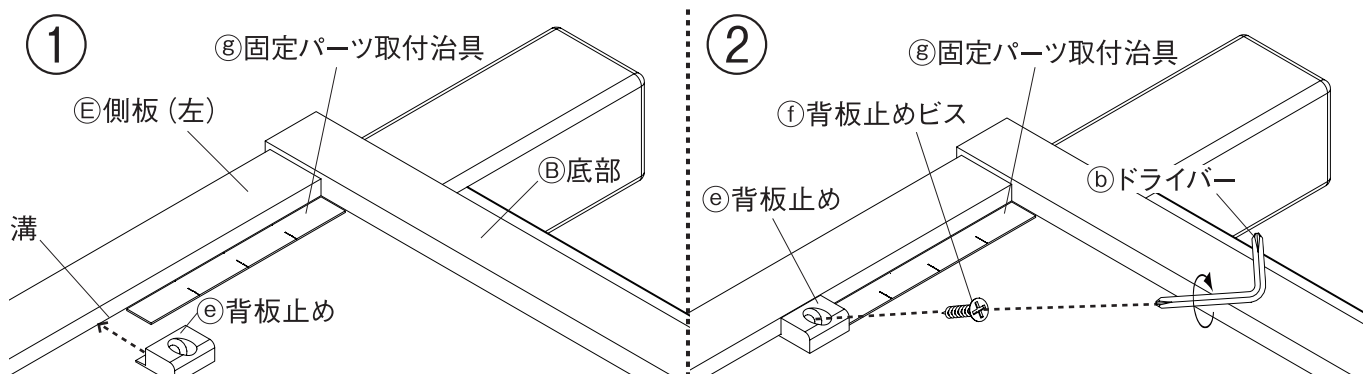 ①
ⓖ固定パーツ取付治具
Ⓔ側板（左）
Ⓑ底部
溝
ⓔ背板止め
②
ⓖ固定パーツ取付治具
ⓕ背板止めビス
ⓑドライバー
ⓔ背板止め